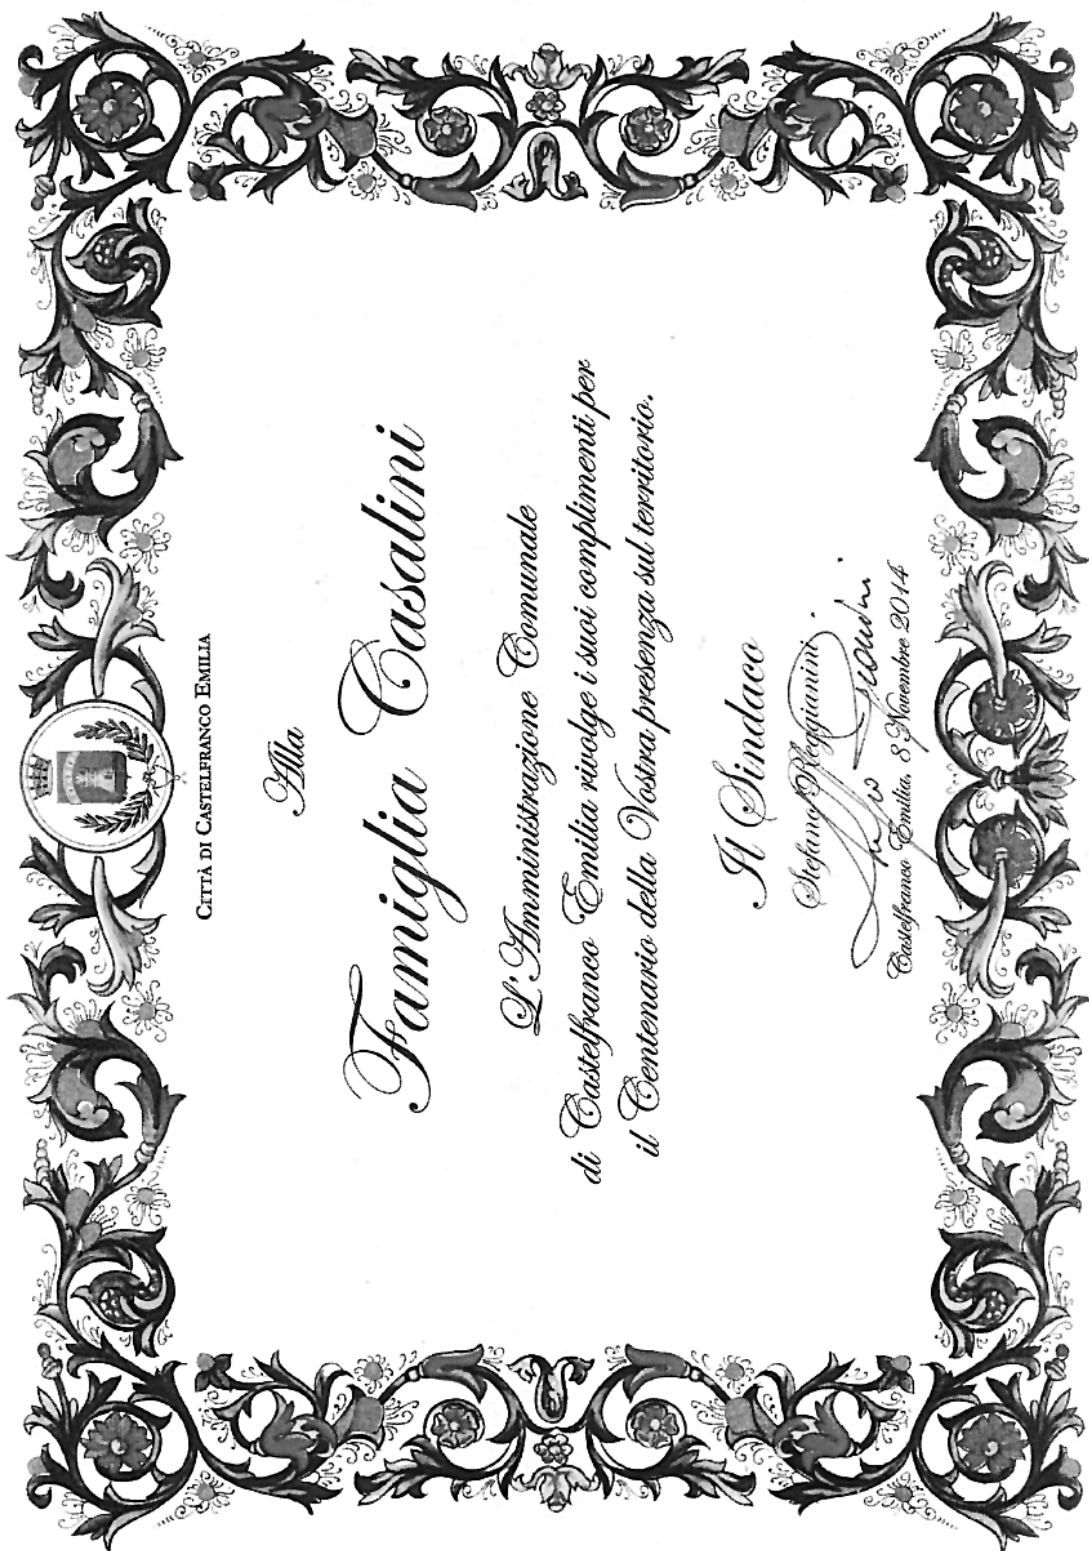 CITTÀ DI CASTELFRANCO EMILIA
Alla
Famiglia Casalini
L'Amministrazione Comunale
di Castelfranco Emilia rivolge i suoi complimenti per
il Centenario della Vostra presenza sul territorio.
Il Sindaco
Stefano Reggianini
Castelfranco Emilia, 8 Novembre 2014